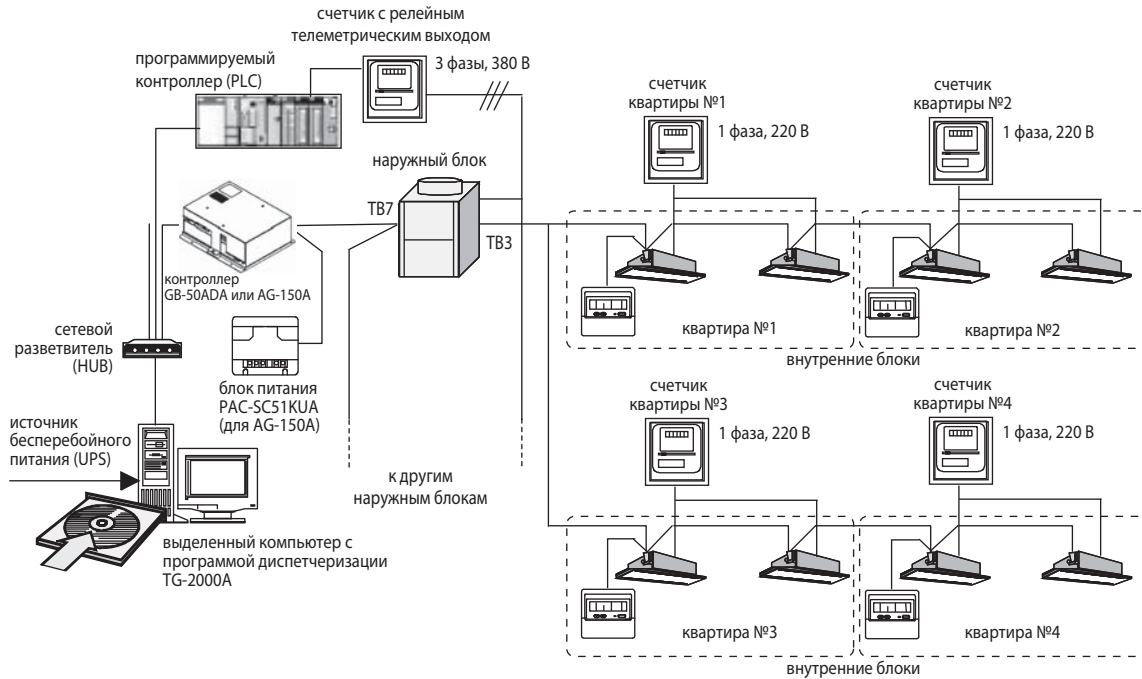 счетчик с релейным
телеметрическим выходом
программируемый
контроллер (PLC)
3 фазы, 380 В
счетчик
квартиры №1
1 фаза, 220 В
счетчик
квартиры №2
1 фаза, 220 В
наружный блок
TB7
TB3
контроллер
GB-50ADA или AG-150A
квартира №1
квартира №2
внутренние блоки
сетевой
разветвитель
(HUB)
блок питания
PAC-SC51KUA
(для AG-150A)
счетчик
квартиры №3
1 фаза, 220 В
счетчик
квартиры №4
1 фаза, 220 В
источник
бесперебойного
питания (UPS)
к другим
наружным блокам
выделенный компьютер с
программой диспетчеризации
TG-2000A
квартира №3
квартира №4
внутренние блоки